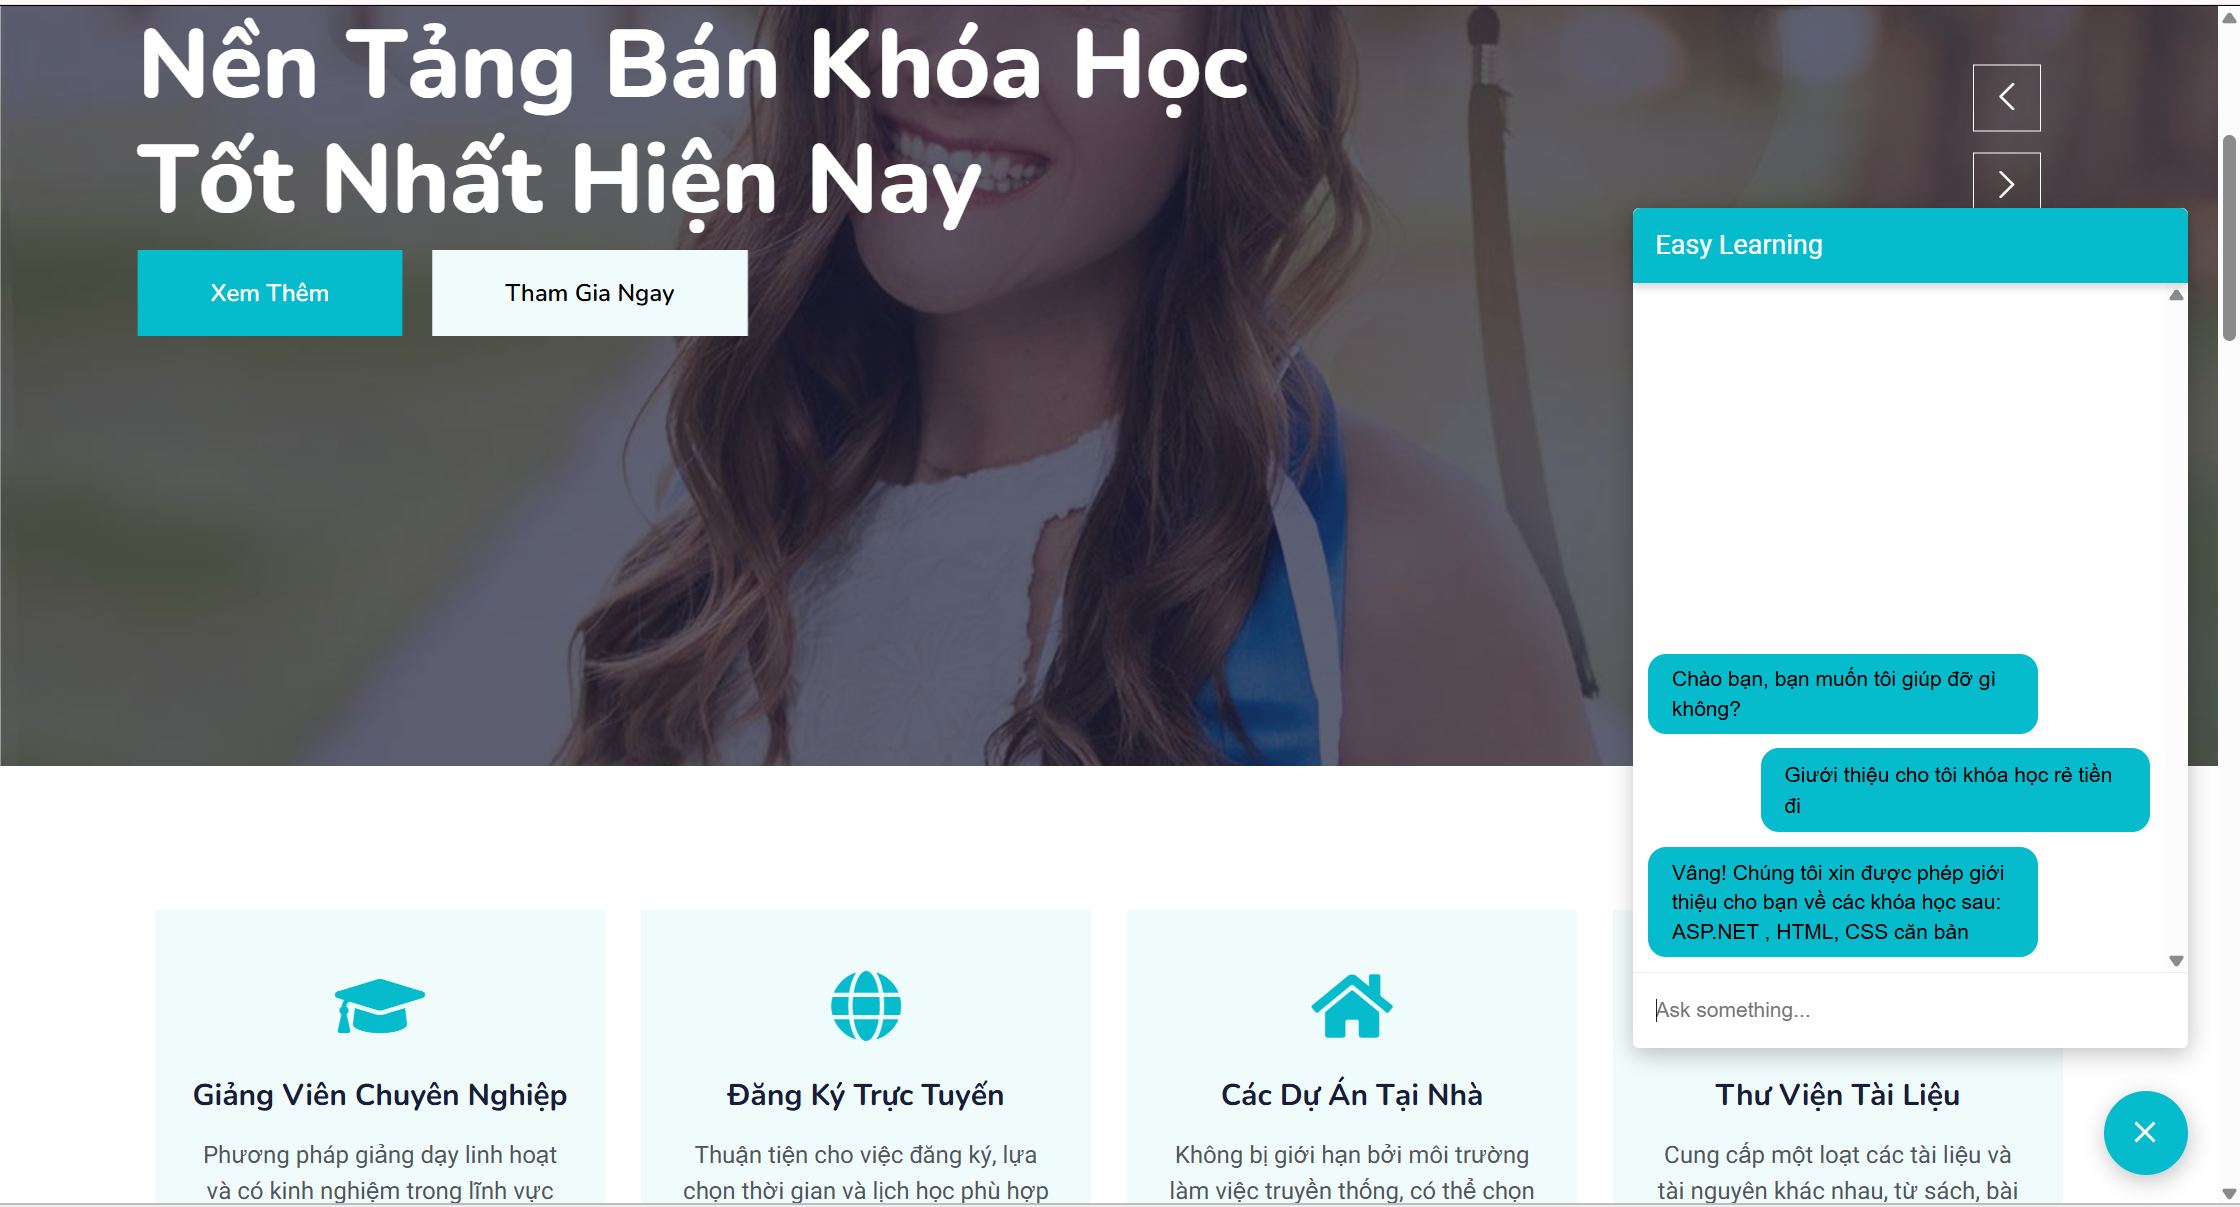 Nền Tảng Bán Khóa Học
Tốt Nhất Hiện Nay
Xem Thêm
Tham Gia Ngay
Easy Learning
Chào bạn, bạn muốn tôi giúp đỡ gì
không?
Giưới thiệu cho tôi khóa học rẻ tiền
đi
Vâng! Chúng tôi xin được phép giới
thiệu cho bạn về các khóa học sau:
ASP.NET , HTML, CSS căn bản
Ask something...
Giảng Viên Chuyên Nghiệp
Phương pháp giảng dạy linh hoạt
và có kinh nghiệm trong lĩnh vực
Đăng Ký Trực Tuyến
Thuận tiện cho việc đăng ký, lựa
chọn thời gian và lịch học phù hợp
Các Dự Án Tại Nhà
Không bị giới hạn bởi môi trường
làm việc truyền thống, có thể chọn
Thư Viện Tài Liệu
Cung cấp một loạt các tài liệu và
tài nguyên khác nhau, từ sách, bài